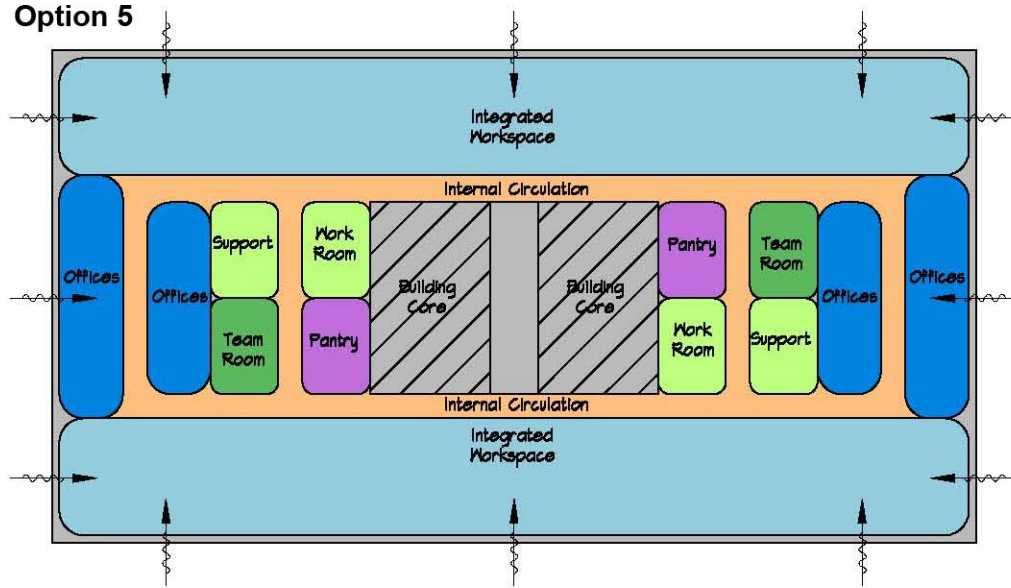 Option 5
Integrated
Workspace
Internal Circulation
Offices
Offices
Support
Work
Room
Team
Room
Pantry
Building
Core
Building
Core
Pantry
Team
Room
Work
Room
Support
Offices
Offices
Internal Circulation
Integrated
Workspace